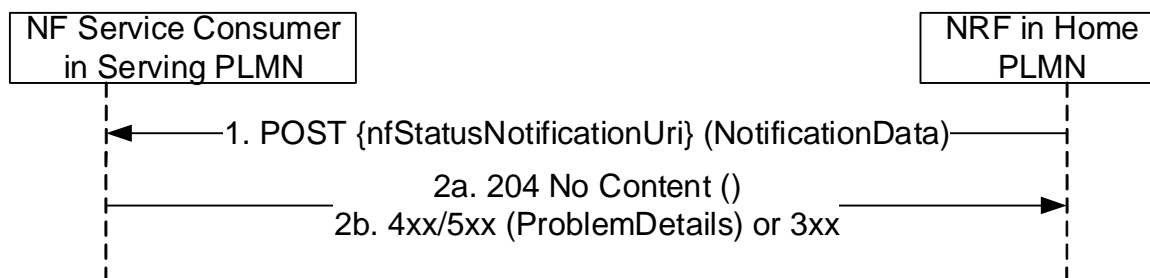 NF Service Consumer
in Serving PLMN
NRF in Home
PLMN
1. POST {nfStatusNotificationUri} (NotificationData)
2a. 204 No Content ()
2b. 4xx/5xx (ProblemDetails) or 3xx